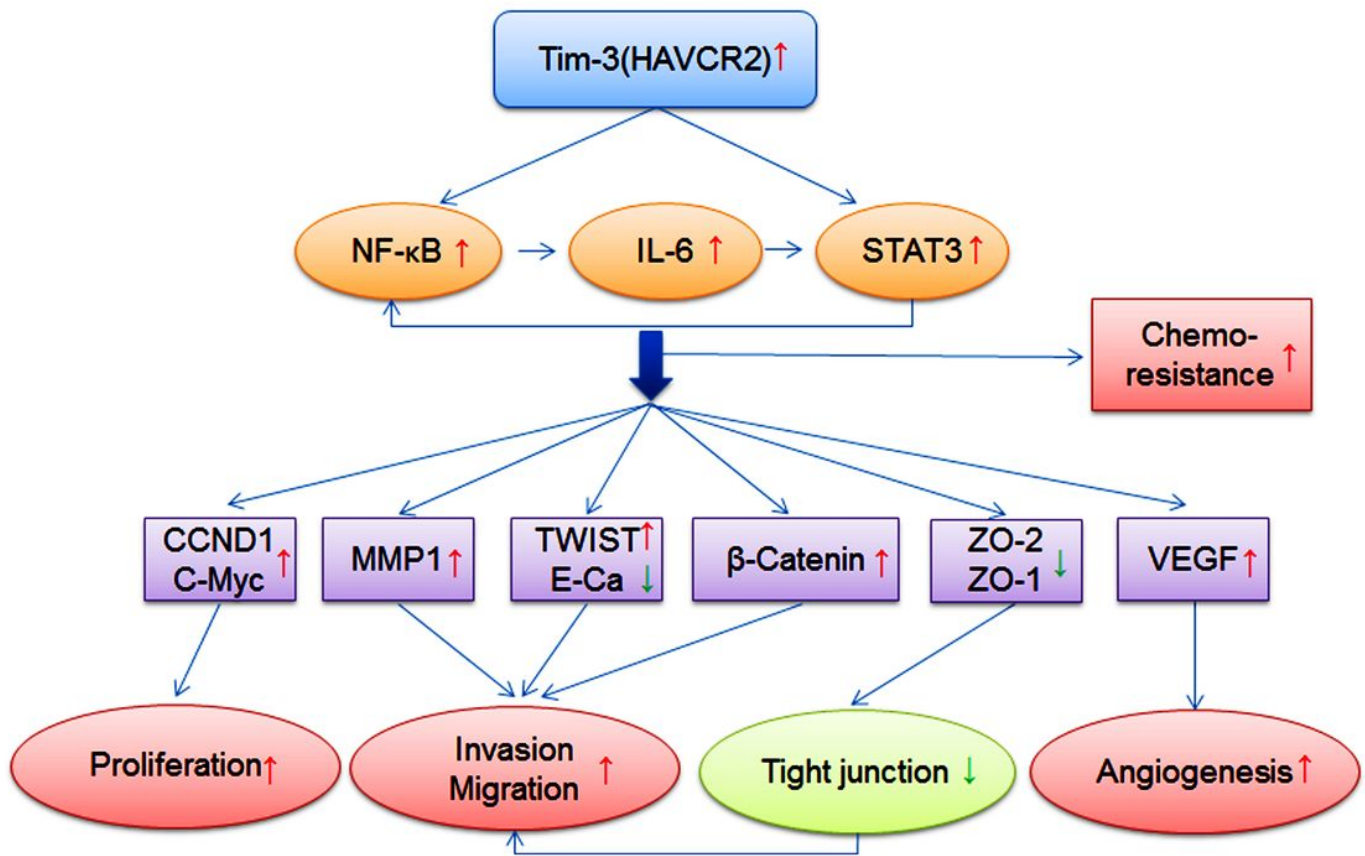 Tim-3(HAVCR2)↑
NF-κB ↑
IL-6 ↑
STAT3 ↑
Chemo-
resistance ↑
CCND1
C-Myc ↑
MMP1 ↑
TWIST ↑
E-Ca ↓
β-Catenin ↑
ZO-2
ZO-1 ↓
VEGF ↑
Proliferation ↑
Invasion
Migration ↑
Tight junction ↓
Angiogenesis ↑